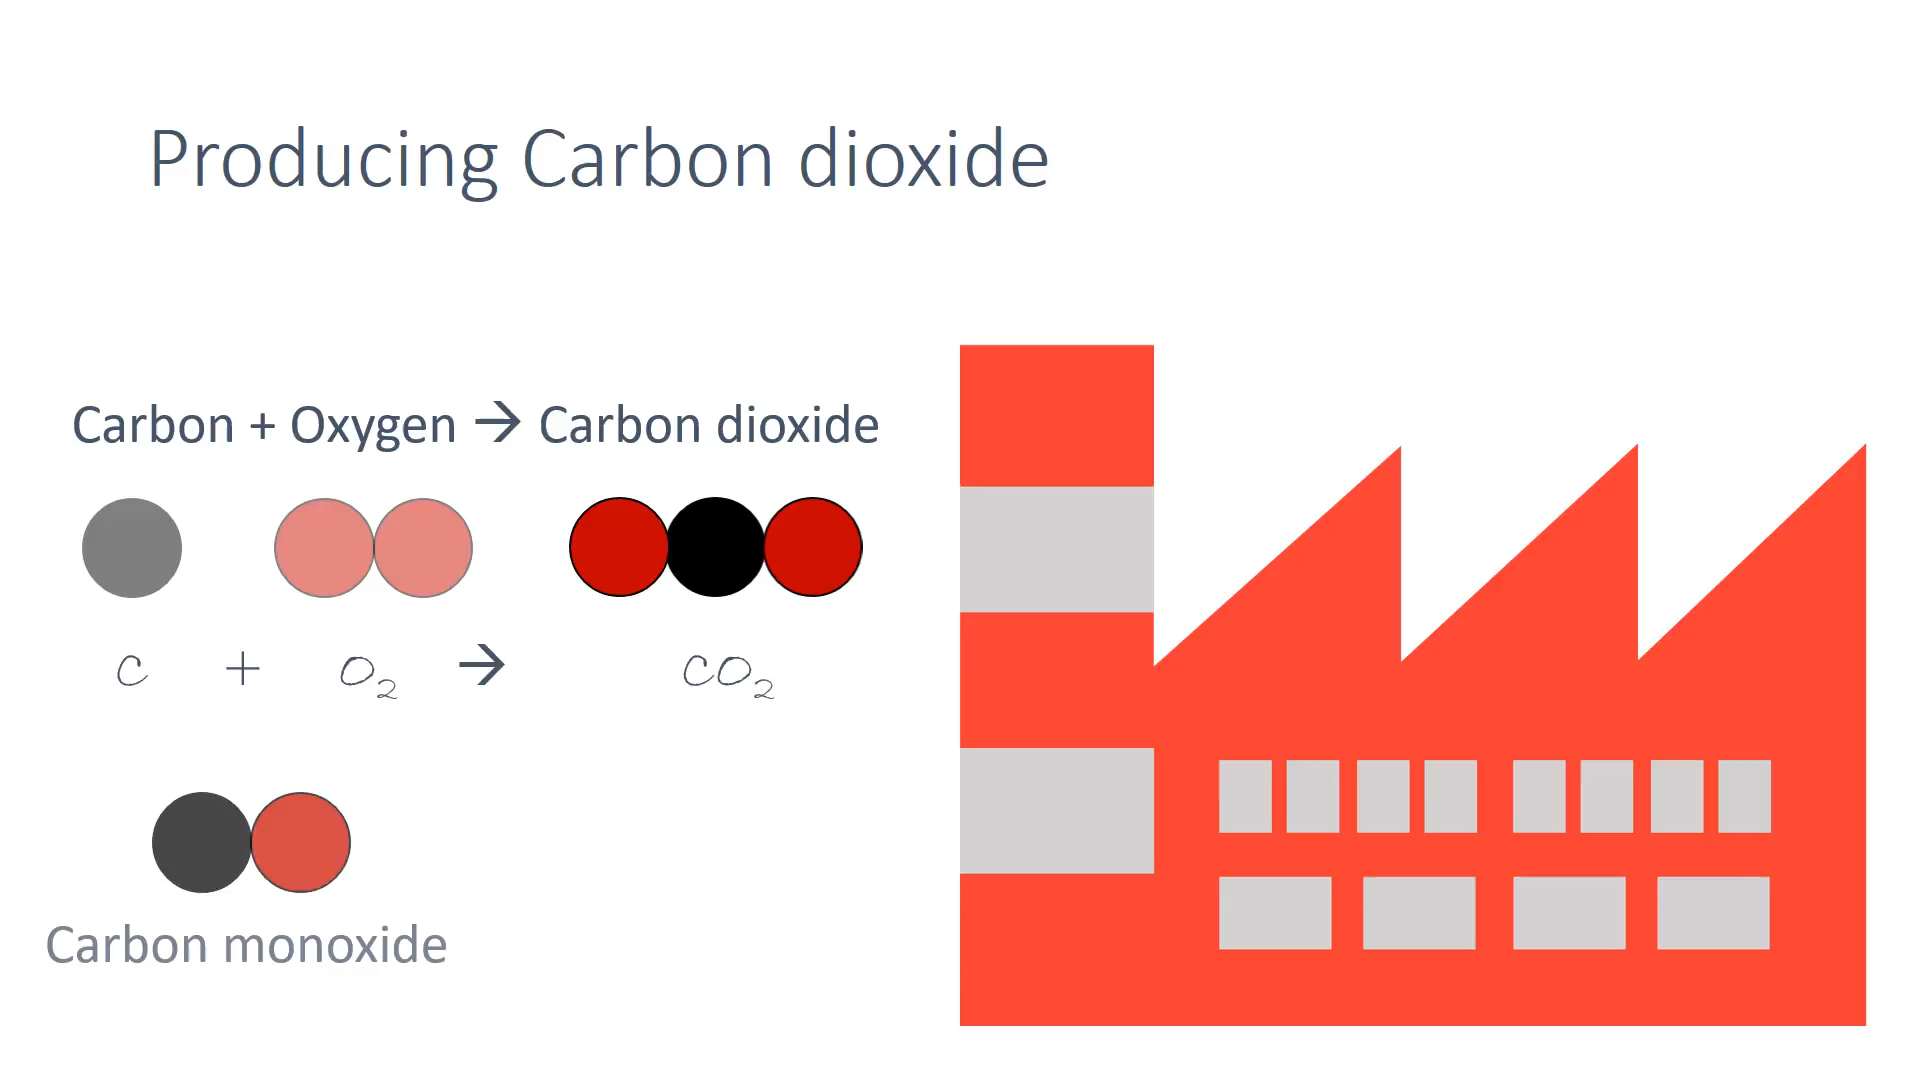 Producing Carbon dioxide
Carbon + Oxygen → Carbon dioxide
C + O₂ → CO₂
Carbon monoxide